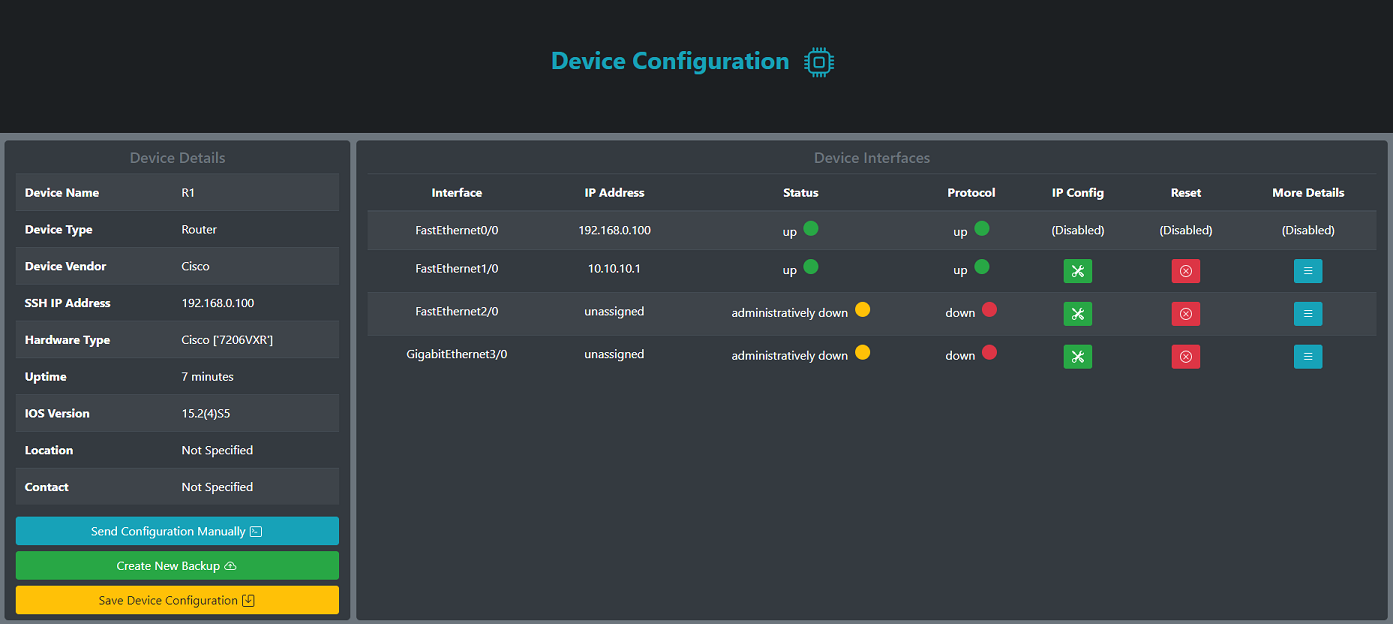 Device Configuration
Device Details
Device Name R1
Device Type Router
Device Vendor Cisco
SSH IP Address 192.168.0.100
Hardware Type Cisco ['7206VXR']
Uptime 7 minutes
IOS Version 15.2(4)S5
Location Not Specified
Contact Not Specified
Send Configuration Manually
Create New Backup
Save Device Configuration
Device Interfaces
Interface IP Address Status Protocol IP Config Reset More Details
FastEthernet0/0 192.168.0.100 up up (Disabled) (Disabled) (Disabled)
FastEthernet1/0 10.10.10.1 up up
FastEthernet2/0 unassigned administratively down down
GigabitEthernet3/0 unassigned administratively down down